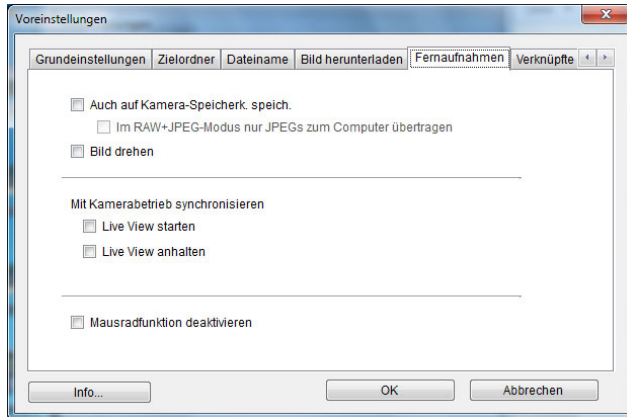 Voreinstellungen
Grundeinstellungen Zielordner Dateiname Bild herunterladen Fernaufnahmen Verknüpfte
Auch auf Kamera-Speicherk. speich.
Im RAW+JPEG-Modus nur JPEGs zum Computer übertragen
Bild drehen
Mit Kamerabetrieb synchronisieren
Live View starten
Live View anhalten
Mausradfunktion deaktivieren
Info... OK Abbrechen